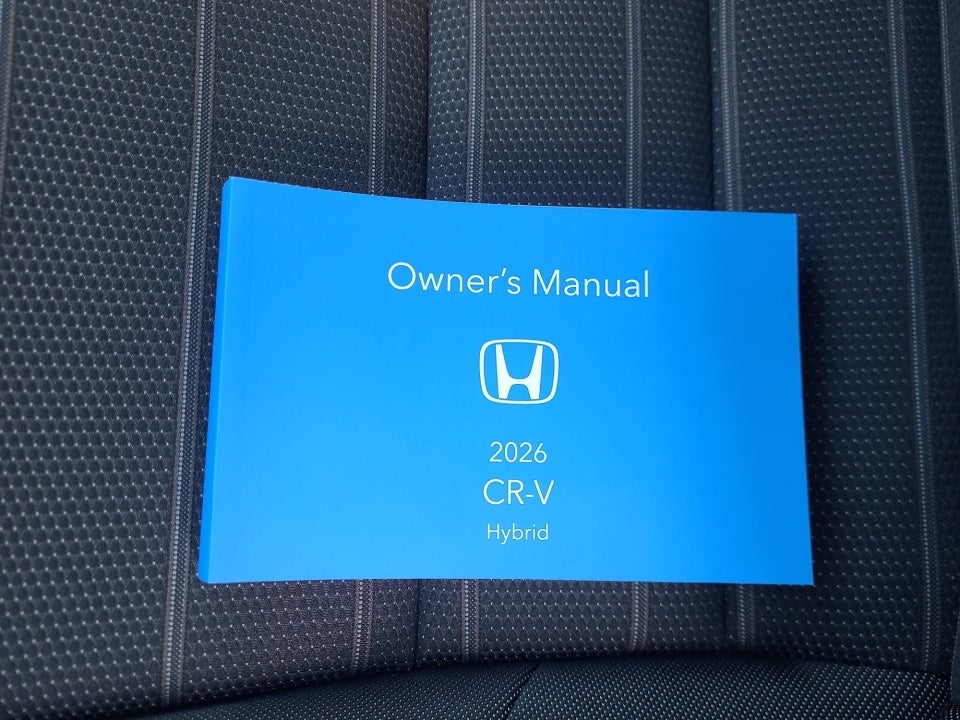 Owner's Manual
2026
CR-V
Hybrid